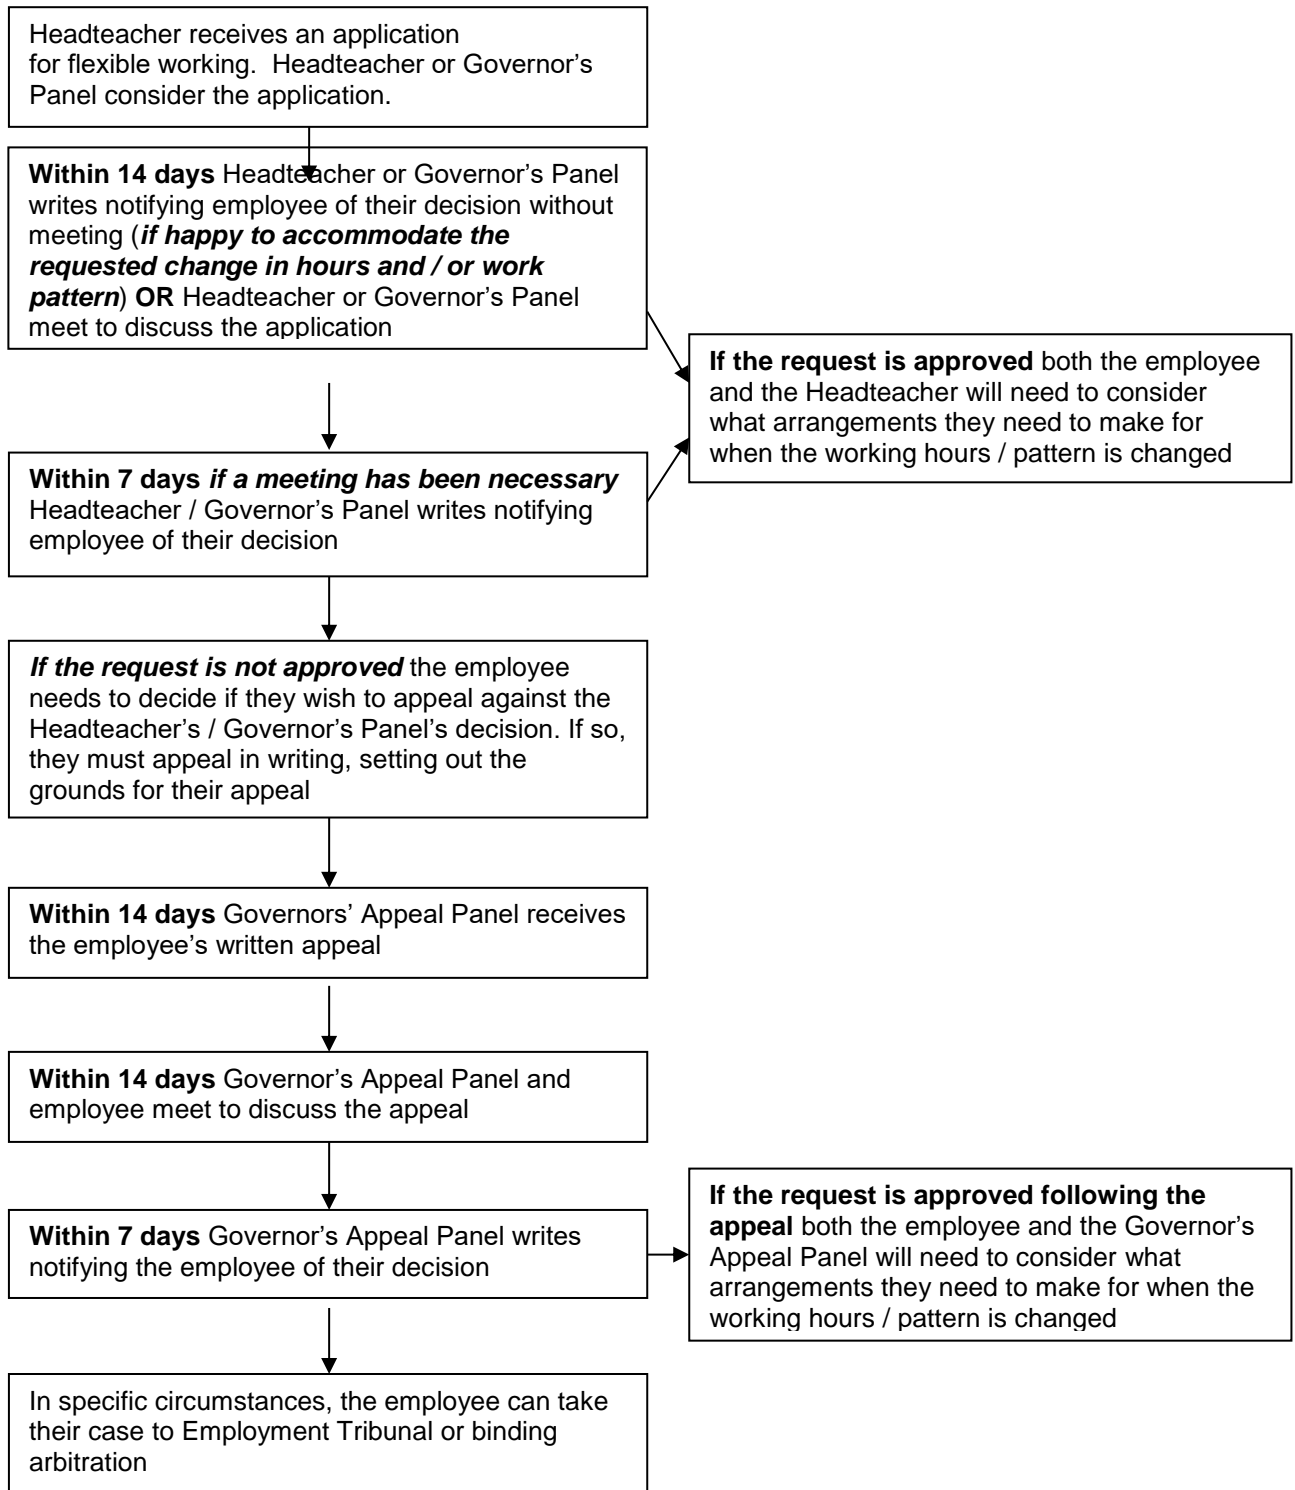 Headteacher receives an application
for flexible working.  Headteacher or Governor’s
Panel consider the application.
Within 14 days Headteacher or Governor’s Panel
writes notifying employee of their decision without
meeting (if happy to accommodate the
requested change in hours and / or work
pattern) OR Headteacher or Governor’s Panel
meet to discuss the application
If the request is approved both the employee
and the Headteacher will need to consider
what arrangements they need to make for
when the working hours / pattern is changed
Within 7 days if a meeting has been necessary
Headteacher / Governor’s Panel writes notifying
employee of their decision
If the request is not approved the employee
needs to decide if they wish to appeal against the
Headteacher’s / Governor’s Panel’s decision. If so,
they must appeal in writing, setting out the
grounds for their appeal
Within 14 days Governors’ Appeal Panel receives
the employee’s written appeal
Within 14 days Governor’s Appeal Panel and
employee meet to discuss the appeal
Within 7 days Governor’s Appeal Panel writes
notifying the employee of their decision
If the request is approved following the
appeal both the employee and the Governor’s
Appeal Panel will need to consider what
arrangements they need to make for when the
working hours / pattern is changed
In specific circumstances, the employee can take
their case to Employment Tribunal or binding
arbitration